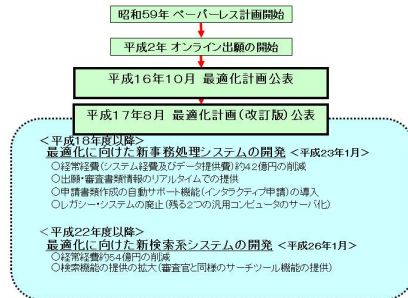 昭和59年 ペーパーレス計画開始
平成2年 オンライン出願の開始
平成16年10月 最適化計画公表
平成17年8月 最適化計画(改訂版)公表
<平成18年度以降>
最適化に向けた新事務処理システムの開発 <平成23年1月>
○経常経費(システム経費及びデータ提供費)約42億円の削減
○出願・審査書類情報のリアルタイムでの提供
○申請書類作成の自動サポート機能(インタラクティブ申請)の導入
○レガシー・システムの廃止(残る2つの汎用コンピュータのサーバ化)
<平成22年度以降>
最適化に向けた新検索系システムの開発 <平成26年1月>
○経常経費約54億円の削減
○検索機能の提供の拡大(審査官と同様のサーチツール機能の提供)